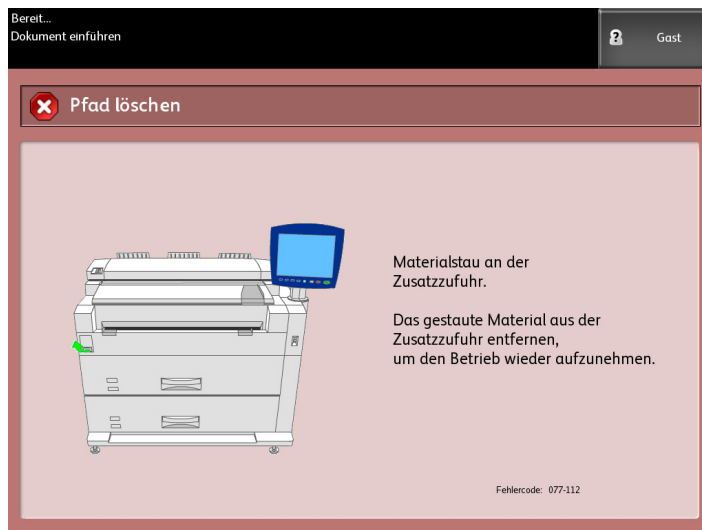 Bereit...
Dokument einführen
Gast
Pfad löschen
Materialstau an der
Zusatzzufuhr.
Das gestaute Material aus der
Zusatzzufuhr entfernen,
um den Betrieb wieder aufzunehmen.
Fehlercode: 077-112